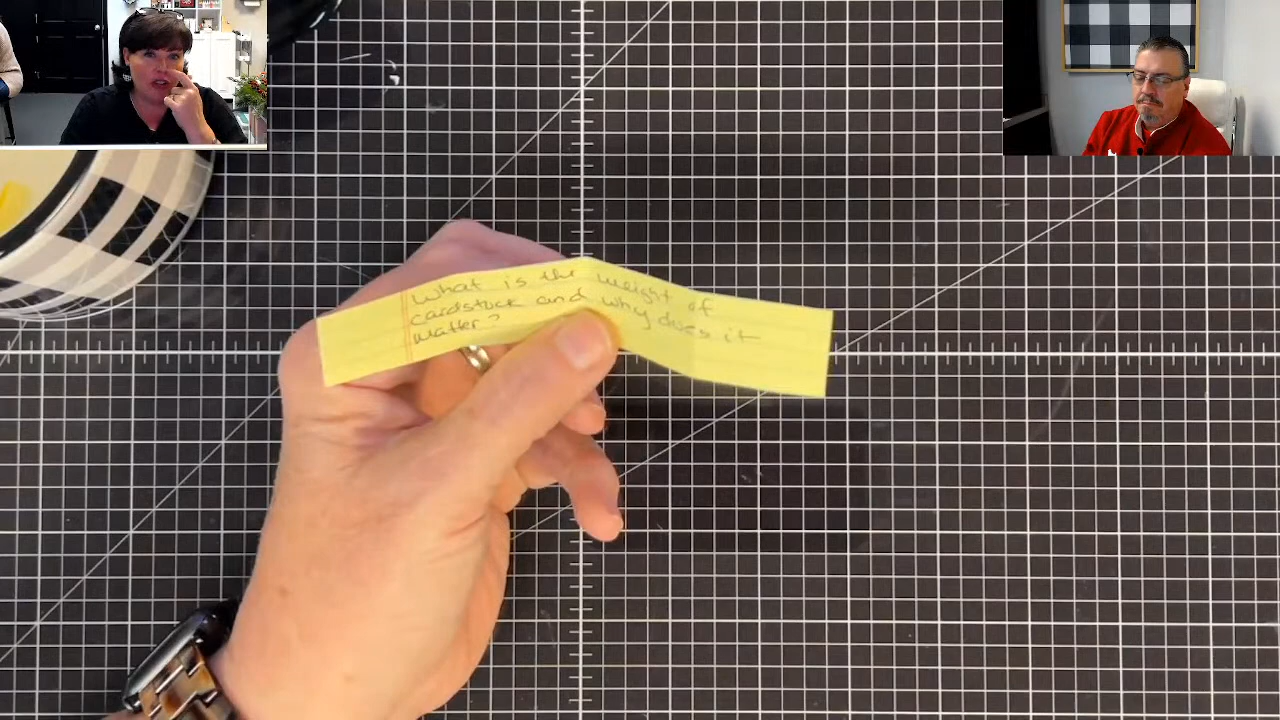 What is the weight of
cardstock and why does it
matter?